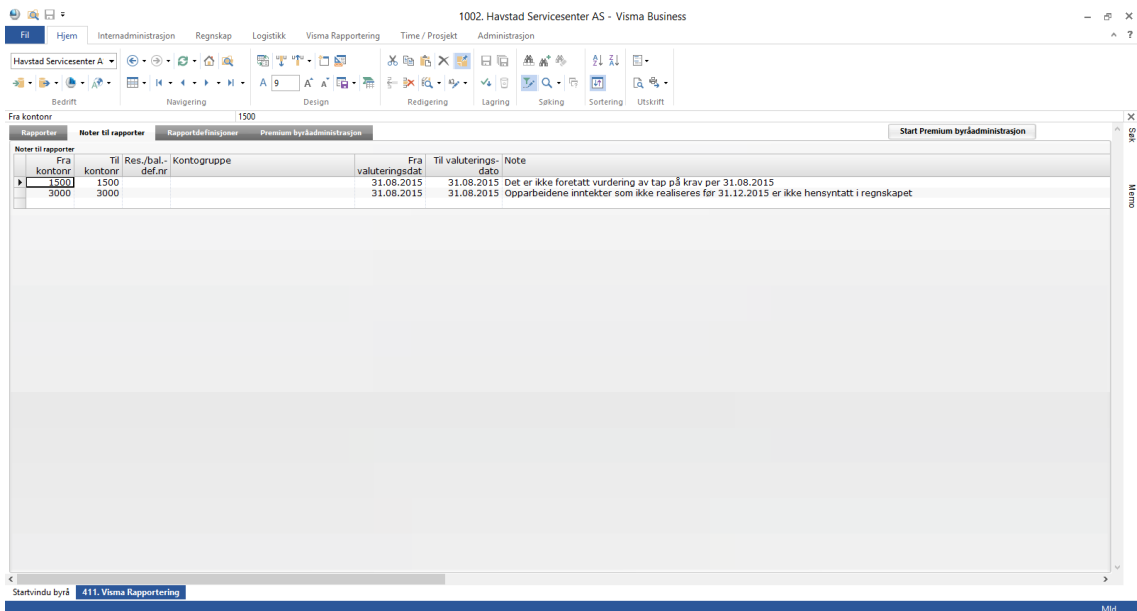 1002. Havstad Servicesenter AS - Visma Business
Fil Hjem Internadministrasjon Regnskap Logistikk Visma Rapportering Time / Prosjekt Administrasjon ?
Havstad Servicesenter A
A 9 A A
Bedrift Navigering Design Redigering Lagring Søking Sortering Utskrift
Fra kontonr 1500
Rapporter Noter til rapporter Rapportdefinisjoner Premium byråadministrasjon Start Premium byråadministrasjon
Søk
Memo
Noter til rapporter
Fra Til Res./bal.- Kontogruppe Fra Til valuterings- Note
kontonr kontonr def.nr valuteringsdat dato
1500 1500 31.08.2015 31.08.2015 Det er ikke foretatt vurdering av tap på krav per 31.08.2015
3000 3000 31.08.2015 31.08.2015 Opparbeidene inntekter som ikke realiseres før 31.12.2015 er ikke hensyntatt i regnskapet
Startvindu byrå 411. Visma Rapportering
Mld